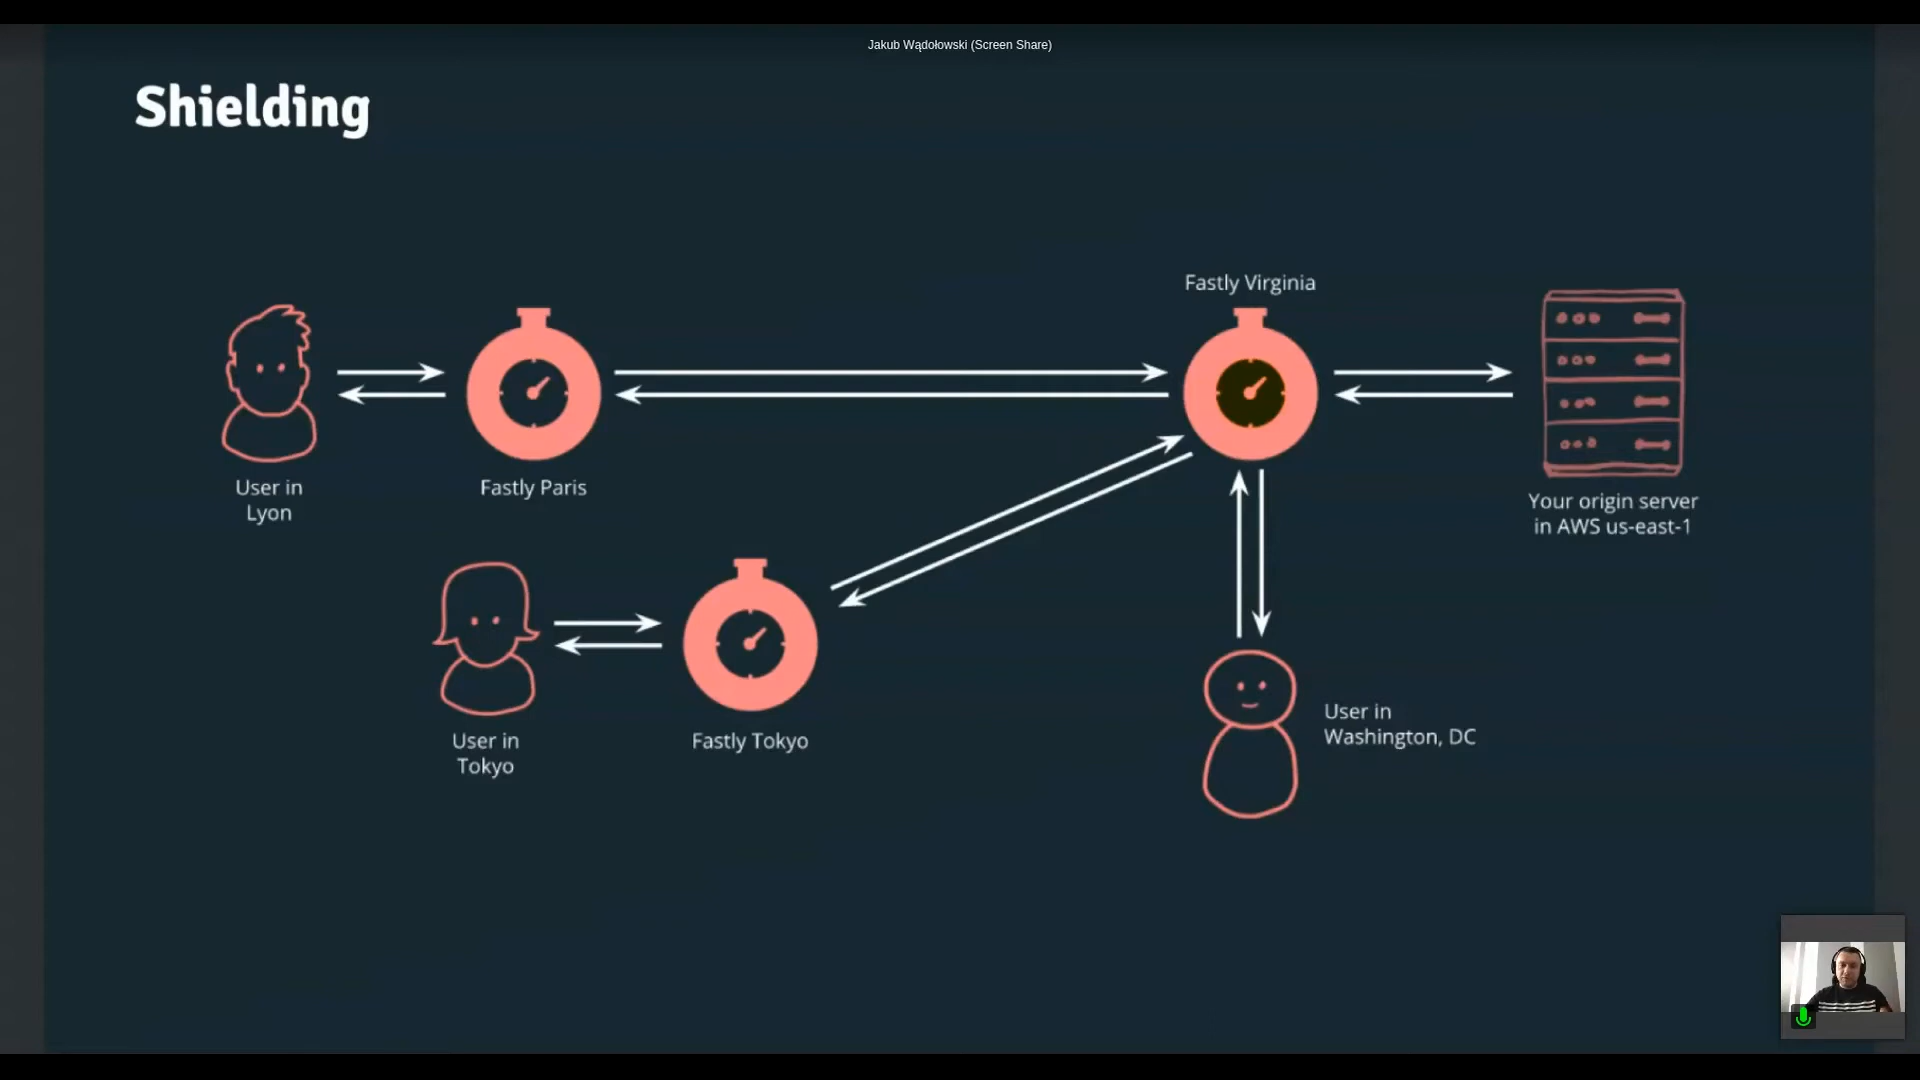 Jakub Wądołowski (Screen Share)
Shielding
Fastly Virginia
User in
Lyon
Fastly Paris
Your origin server
in AWS us-east-1
User in
Tokyo
Fastly Tokyo
User in
Washington, DC